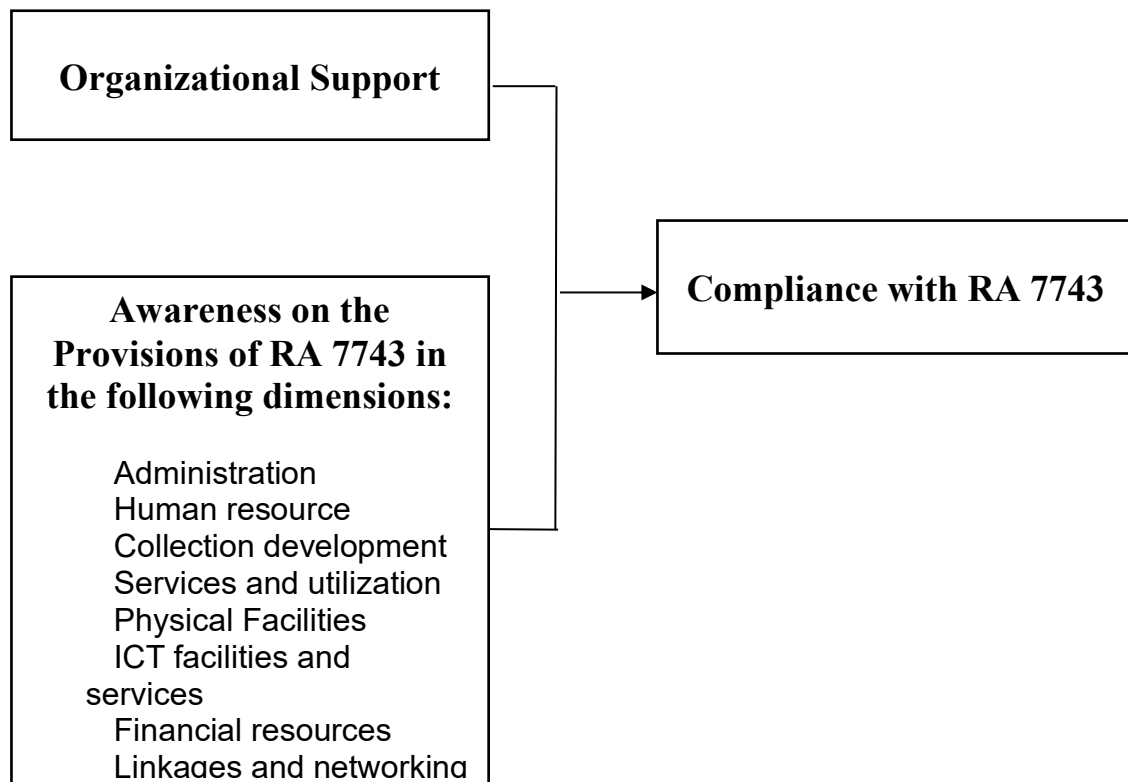 Organizational Support
Compliance with RA 7743
Awareness on the
Provisions of RA 7743 in
the following dimensions:
Administration
Human resource
Collection development
Services and utilization
Physical Facilities
ICT facilities and
services
Financial resources
Linkages and networking